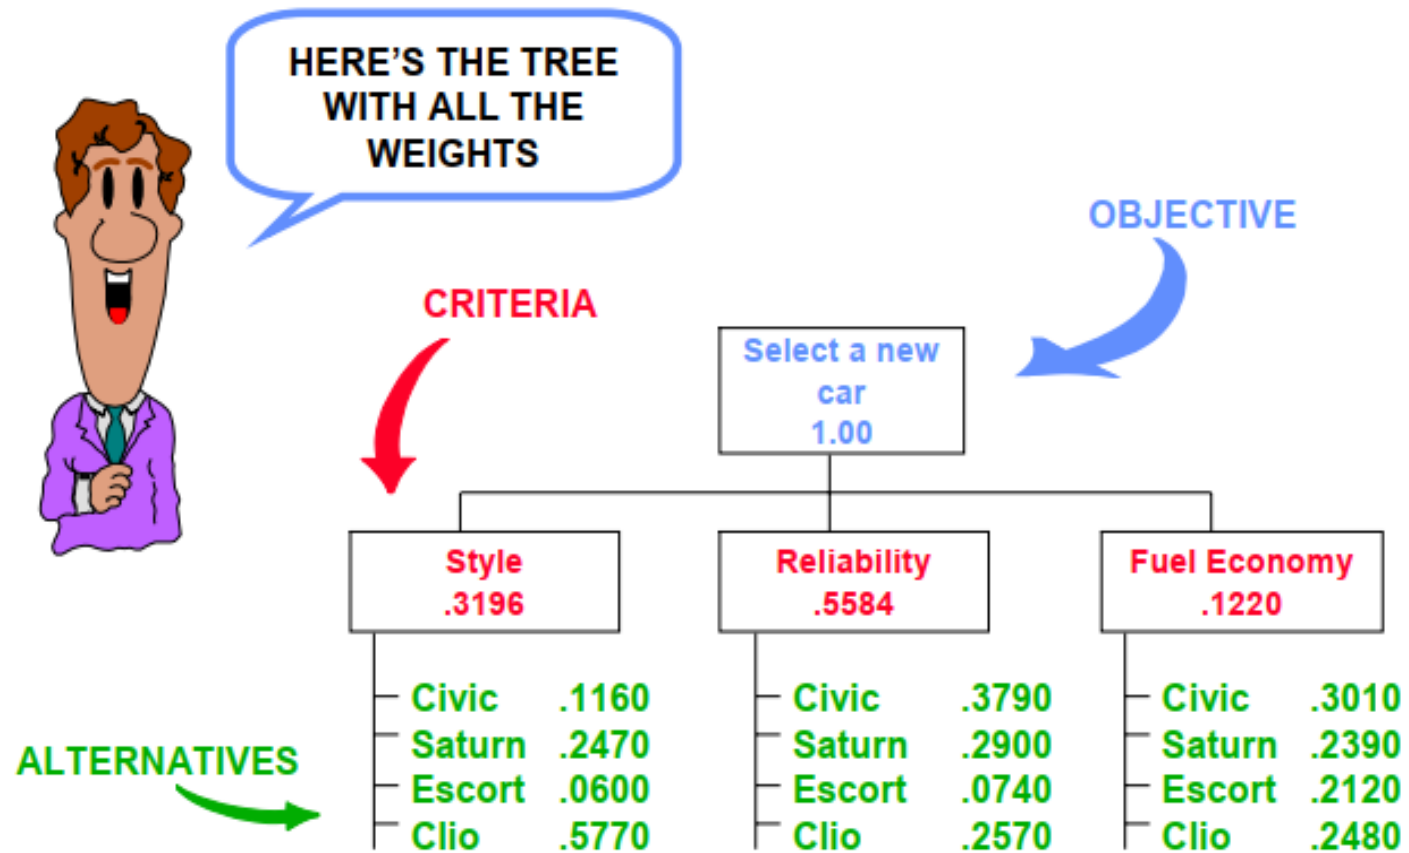 HERE'S THE TREE
WITH ALL THE
WEIGHTS
OBJECTIVE
CRITERIA
Select a new
car
1.00
Style
.3196
Reliability
.5584
Fuel Economy
.1220
ALTERNATIVES
Civic .1160
Saturn .2470
Escort .0600
Clio .5770
Civic .3790
Saturn .2900
Escort .0740
Clio .2570
Civic .3010
Saturn .2390
Escort .2120
Clio .2480